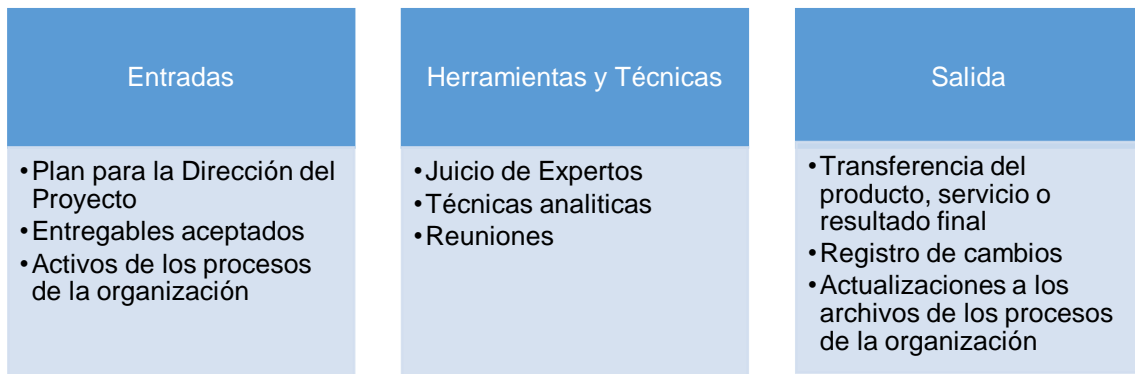 Entradas
•Plan para la Dirección del
Proyecto
•Entregables aceptados
•Activos de los procesos
de la organización
Herramientas y Técnicas
•Juicio de Expertos
•Técnicas analiticas
•Reuniones
Salida
•Transferencia del
producto, servicio o
resultado final
•Registro de cambios
•Actualizaciones a los
archivos de los procesos
de la organización